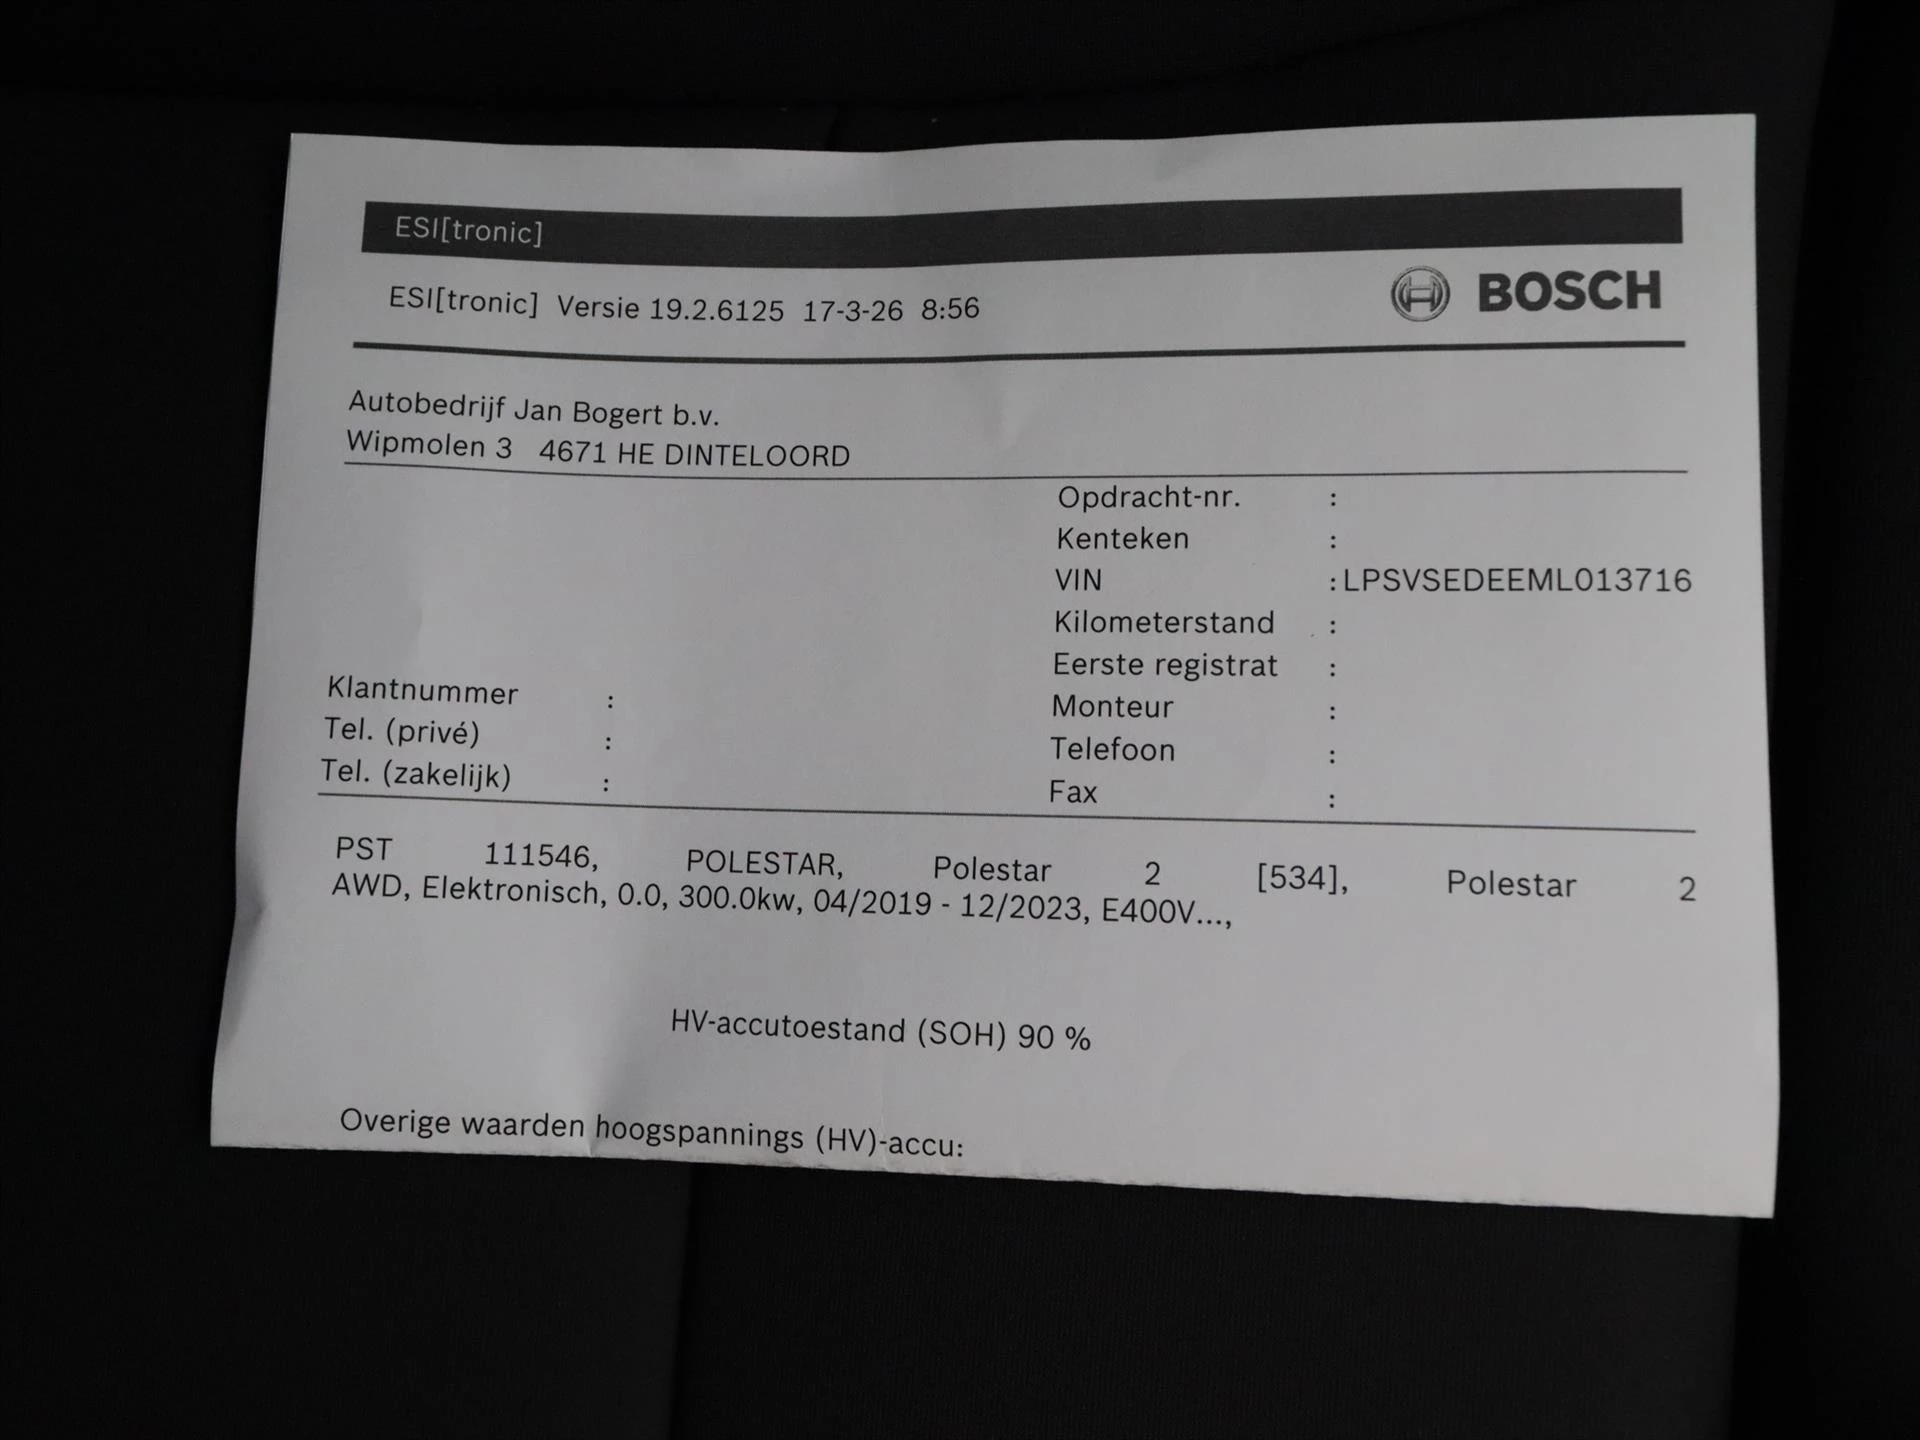 ESI[tronic]
ESI[tronic] Versie 19.2.6125 17-3-26 8:56
BOSCH
Autobedrijf Jan Bogert b.v.
Wipmolen 3 4671 HE DINTELOORD
Opdracht-nr. :
Kenteken :
VIN :LPSVSEDEEML013716
Kilometerstand :
Eerste registrat :
Monteur :
Telefoon :
Fax :
Klantnummer :
Tel. (privé) :
Tel. (zakelijk) :
PST 111546, POLESTAR, Polestar 2 [534], Polestar 2
AWD, Elektronisch, 0.0, 300.0kw, 04/2019 - 12/2023, E400V...,
HV-accutoestand (SOH) 90 %
Overige waarden hoogspannings (HV)-accu: